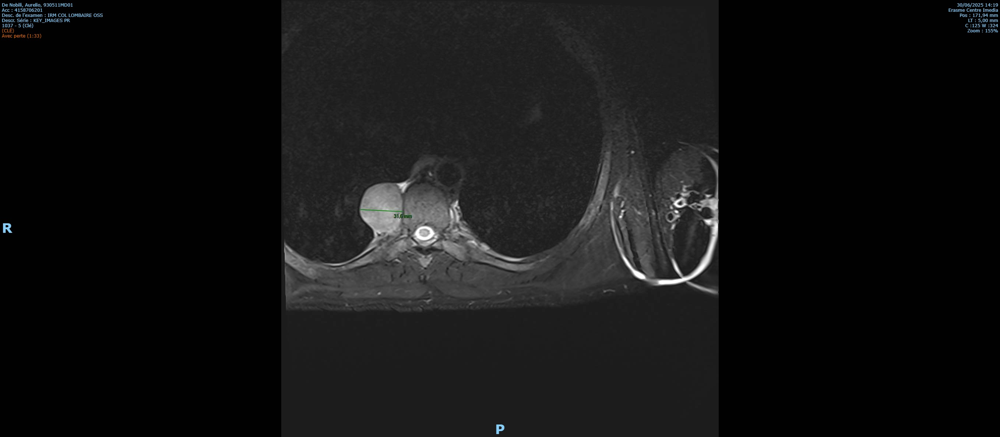 De Nobili, Aurelio, 930511MD01
Acc : 4158706201
Desc. de l'examen : IRM COL LOMBAIRE OSS
Descr. Série : KEY_IMAGES PR
1037 - 5 (Clé)
(CLÉ)
Avec perte (1:33)
30/06/2025 14:19
Erasme Centre Imedia
Pos : 171,94 mm
LT : 5,00 mm
C :125 W :324
Zoom : 155%
31,6 mm
R
P